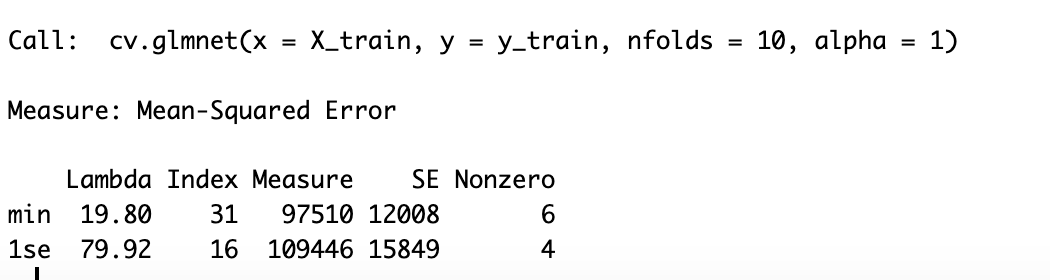 Call:  cv.glmnet(x = X_train, y = y_train, nfolds = 10, alpha = 1)
Measure: Mean-Squared Error
    Lambda Index Measure    SE Nonzero
min  19.80    31   97510 12008       6
1se  79.92    16  109446 15849       4